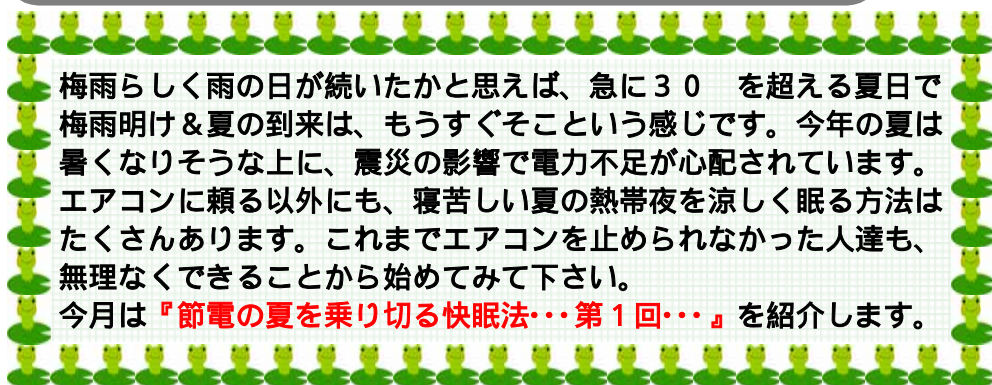 梅雨らしく雨の日が続いたかと思えば、急に３０　を超える夏日で
梅雨明け＆夏の到来は、もうすぐそこという感じです。今年の夏は
暑くなりそうな上に、震災の影響で電力不足が心配されています。
エアコンに頼る以外にも、寝苦しい夏の熱帯夜を涼しく眠る方法は
たくさんあります。これまでエアコンを止められなかった人達も、
無理なくできることから始めてみて下さい。
今月は『節電の夏を乗り切る快眠法・・・第１回・・・』を紹介します。